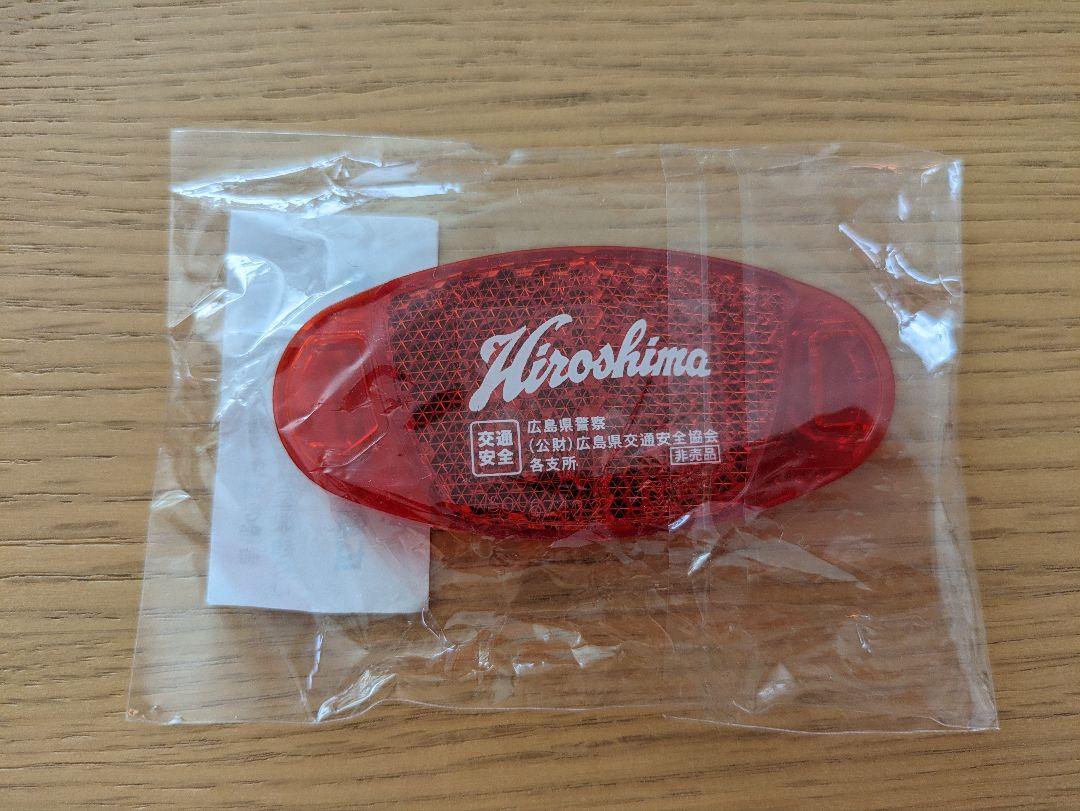 Hiroshima
交通
安全
広島県警察
(公財)広島県交通安全協会
各支所
非売品